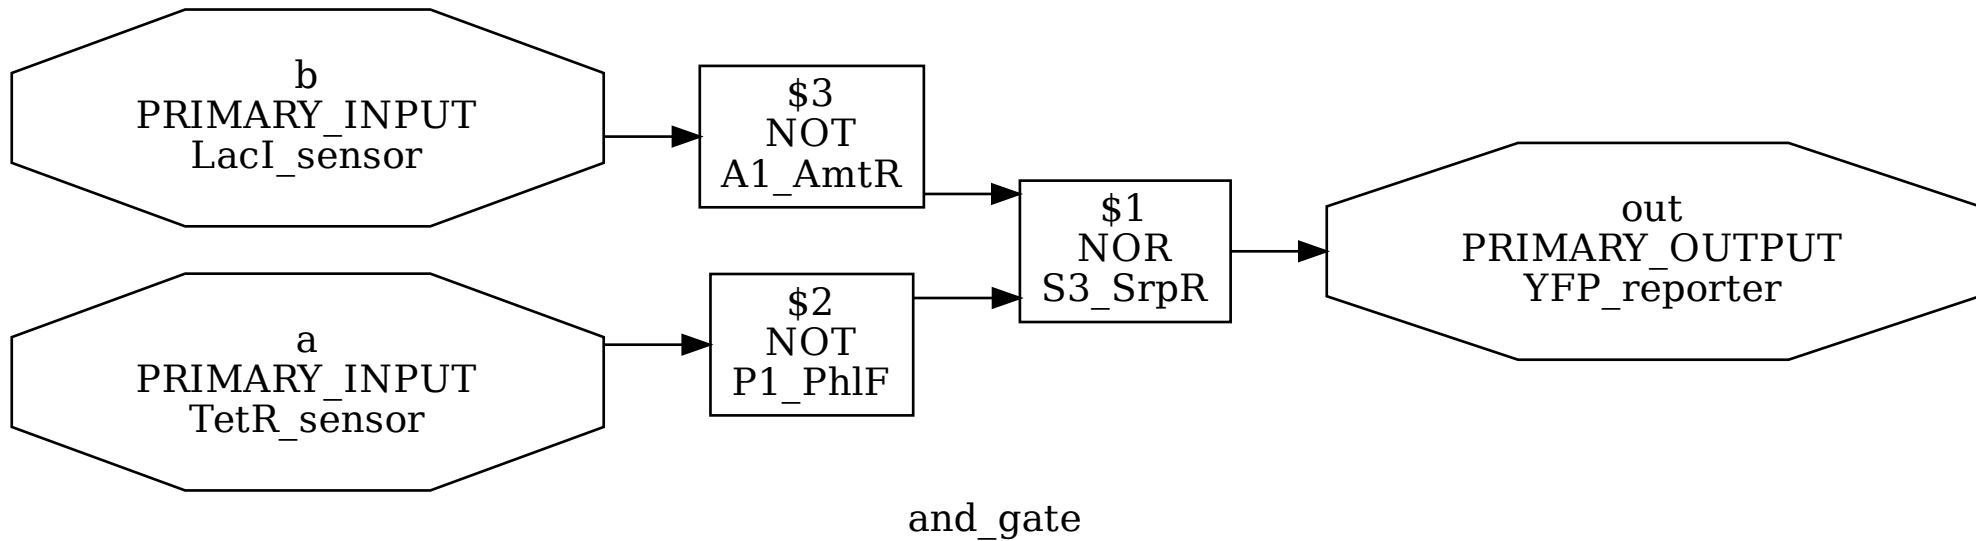 b
PRIMARY_INPUT
LacI_sensor
$3
NOT
A1_AmtR
a
PRIMARY_INPUT
TetR_sensor
$2
NOT
P1_PhlF
$1
NOR
S3_SrpR
out
PRIMARY_OUTPUT
YFP_reporter
and_gate